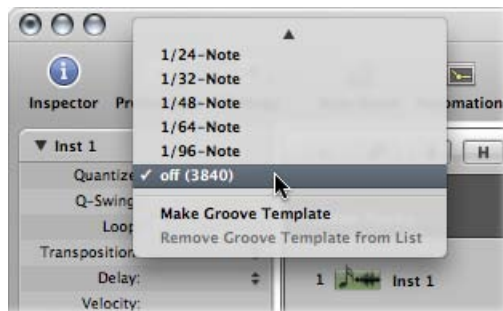 1/24-Note
1/32-Note
1/48-Note
1/64-Note
1/96-Note
✓ off (3840)
Make Groove Template
Remove Groove Template from List
Inspector
▼ Inst 1
Quantize
Q-Swing
Loop
Transposition
Delay:
Velocity:
H
1 Inst 1